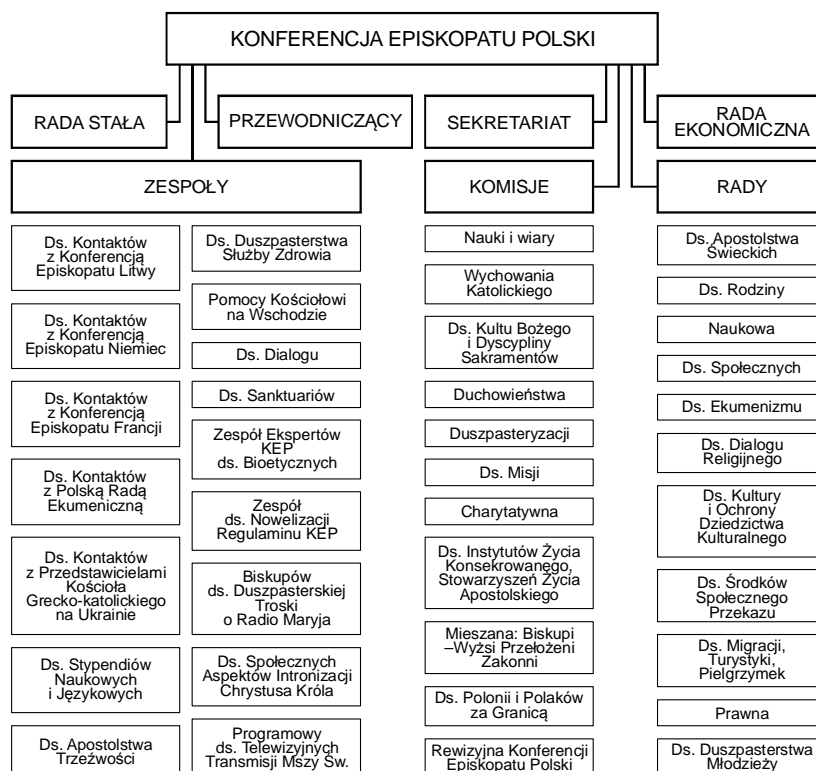 KONFERENCJA EPISKOPATU POLSKI
RADA STAŁA
PRZEWODNICZĄCY
SEKRETARIAT
RADA
EKONOMICZNA
ZESPOŁY
KOMISJE
RADY
Ds. Kontaktów
z Konferencją
Episkopatu Litwy
Ds. Kontaktów
z Konferencją
Episkopatu Niemiec
Ds. Kontaktów
z Konferencją
Episkopatu Francji
Ds. Kontaktów
z Polską Radą
Ekumeniczną
Ds. Kontaktów
z Przedstawicielami
Kościoła
Grecko-katolickiego
na Ukrainie
Ds. Stypendiów
Naukowych
i Językowych
Ds. Apostolstwa
Trzeźwości
Ds. Duszpasterstwa
Służby Zdrowia
Pomocy Kościołowi
na Wschodzie
Ds. Dialogu
Ds. Sanktuariów
Zespół Ekspertów
KEP
ds. Bioetycznych
Zespół
ds. Nowelizacji
Regulaminu KEP
Biskupów
ds. Duszpasterskiej
Troski
o Radio Maryja
Ds. Społecznych
Aspektów Intronizacji
Chrystusa Króla
Programowy
ds. Telewizyjnych
Transmisji Mszy Św.
Nauki i wiary
Wychowania
Katolickiego
Ds. Kultu Bożego
i Dyscypliny
Sakramentów
Duchowieństwa
Duszpasteryzacji
Ds. Misji
Charytatywna
Ds. Instytutów Życia
Konsekrowanego,
Stowarzyszeń Życia
Apostolskiego
Mieszana: Biskupi
–Wyżsi Przełożeni
Zakonni
Ds. Polonii i Polaków
za Granicą
Rewizyjna Konferencji
Episkopatu Polski
Ds. Apostolstwa
Świeckich
Ds. Rodziny
Naukowa
Ds. Społecznych
Ds. Ekumenizmu
Ds. Dialogu
Religijnego
Ds. Kultury
i Ochrony
Dziedzictwa
Kulturalnego
Ds. Środków
Społecznego
Przekazu
Ds. Migracji,
Turystyki,
Pielgrzymek
Prawna
Ds. Duszpasterstwa
Młodzieży